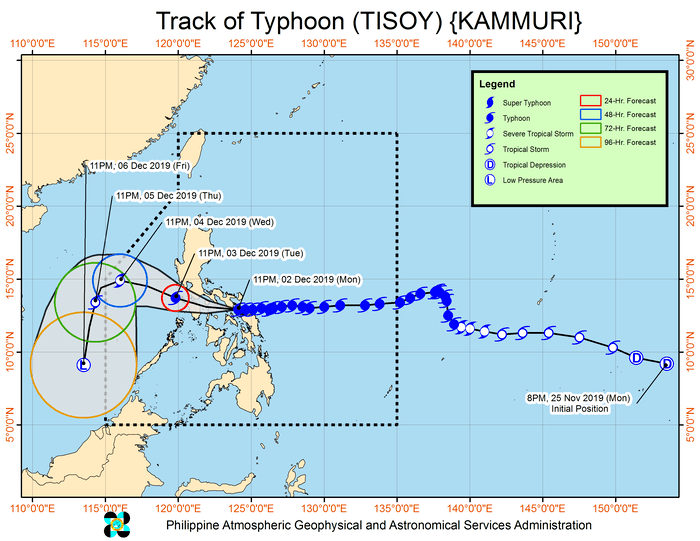 Track of Typhoon (TISOY) {KAMMURI}
110°0'0"E 115°0'0"E 120°0'0"E 125°0'0"E 130°0'0"E 135°0'0"E 140°0'0"E 145°0'0"E 150°0'0"E
30°0'0"N
25°0'0"N
20°0'0"N
15°0'0"N
10°0'0"N
5°0'0"N
Legend
Super Typhoon
Typhoon
Severe Tropical Storm
Tropical Storm
D Tropical Depression
L Low Pressure Area
24-Hr. Forecast
48-Hr. Forecast
72-Hr. Forecast
96-Hr. Forecast
11PM, 06 Dec 2019 (Fri)
11PM, 05 Dec 2019 (Thu)
11PM, 04 Dec 2019 (Wed)
11PM, 03 Dec 2019 (Tue)
11PM, 02 Dec 2019 (Mon)
L
D
D
8PM, 25 Nov 2019 (Mon)
Initial Position
30°0'0"N
25°0'0"N
20°0'0"N
15°0'0"N
10°0'0"N
5°0'0"N
110°0'0"E 115°0'0"E 120°0'0"E 125°0'0"E 130°0'0"E 135°0'0"E 140°0'0"E 145°0'0"E 150°0'0"E
Philippine Atmospheric Geophysical and Astronomical Services Administration